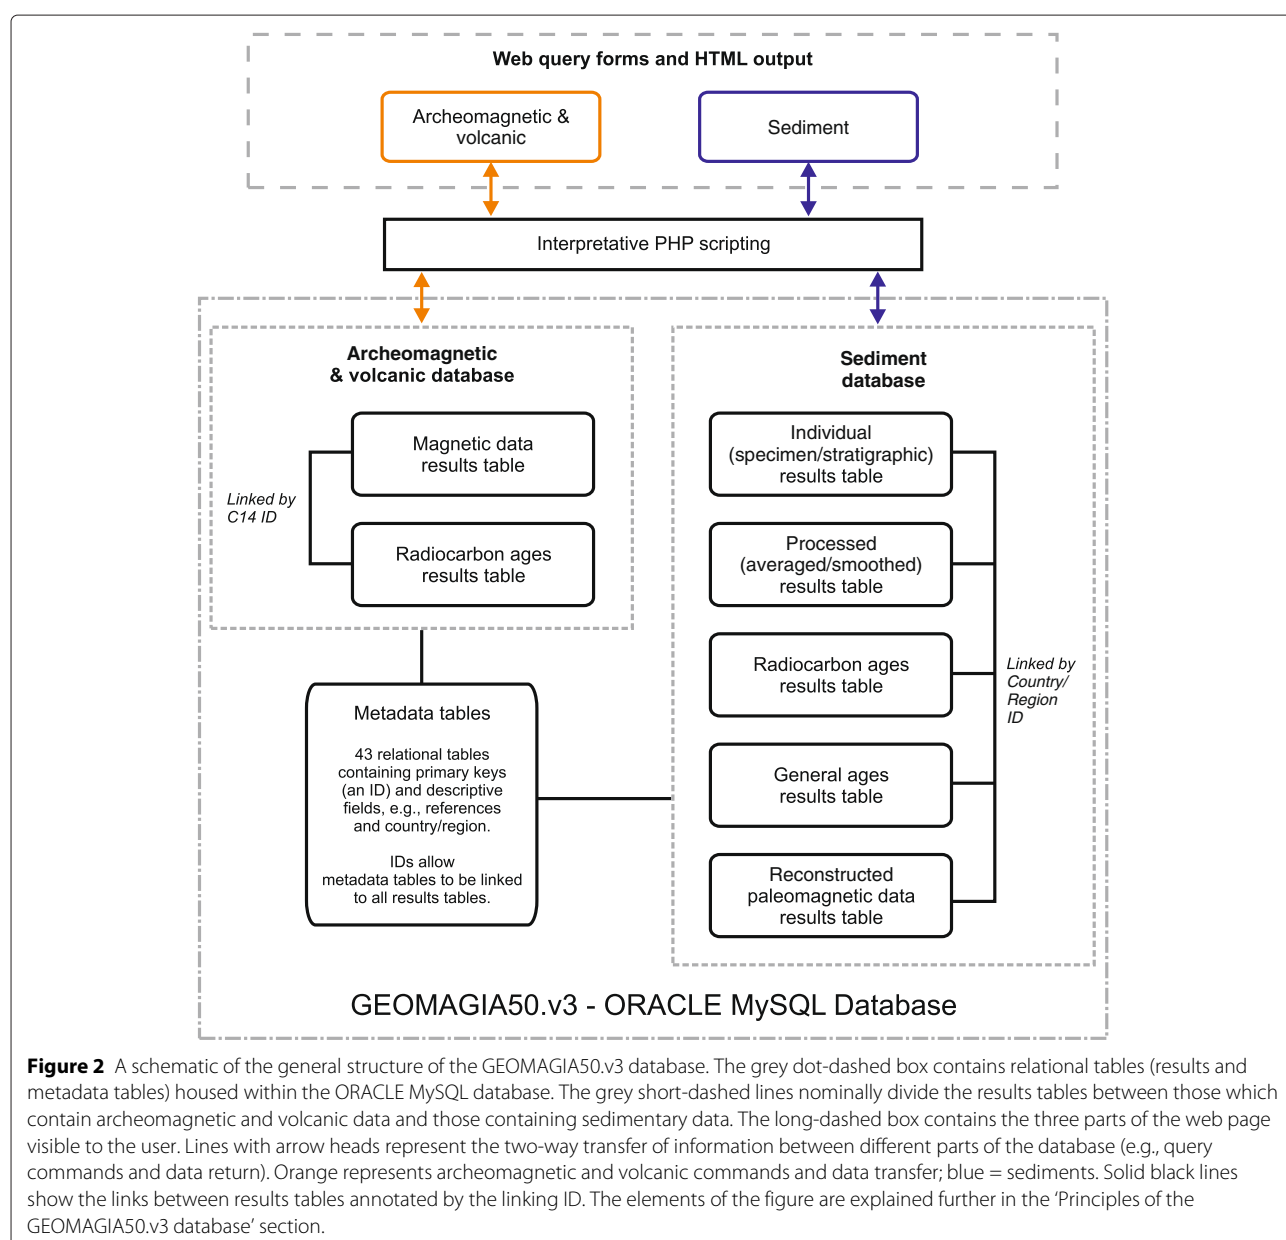 Web query forms and HTML output
Archeomagnetic &
volcanic
Sediment
Interpretative PHP scripting
Archeomagnetic
& volcanic database
Magnetic data
results table
Linked by
C14 ID
Radiocarbon ages
results table
Sediment
database
Individual
(specimen/stratigraphic)
results table
Processed
(averaged/smoothed)
results table
Radiocarbon ages
results table
Linked by
Country/
Region
ID
General ages
results table
Reconstructed
paleomagnetic data
results table
Metadata tables
43 relational tables
containing primary keys
(an ID) and descriptive
fields, e.g., references
and country/region.
IDs allow
metadata tables to be linked
to all results tables.
GEOMAGIA50.v3 - ORACLE MySQL Database
Figure 2 A schematic of the general structure of the GEOMAGIA50.v3 database. The grey dot-dashed box contains relational tables (results and
metadata tables) housed within the ORACLE MySQL database. The grey short-dashed lines nominally divide the results tables between those which
contain archeomagnetic and volcanic data and those containing sedimentary data. The long-dashed box contains the three parts of the web page
visible to the user. Lines with arrow heads represent the two-way transfer of information between different parts of the database (e.g., query
commands and data return). Orange represents archeomagnetic and volcanic commands and data transfer; blue = sediments. Solid black lines
show the links between results tables annotated by the linking ID. The elements of the figure are explained further in the ‘Principles of the
GEOMAGIA50.v3 database’ section.